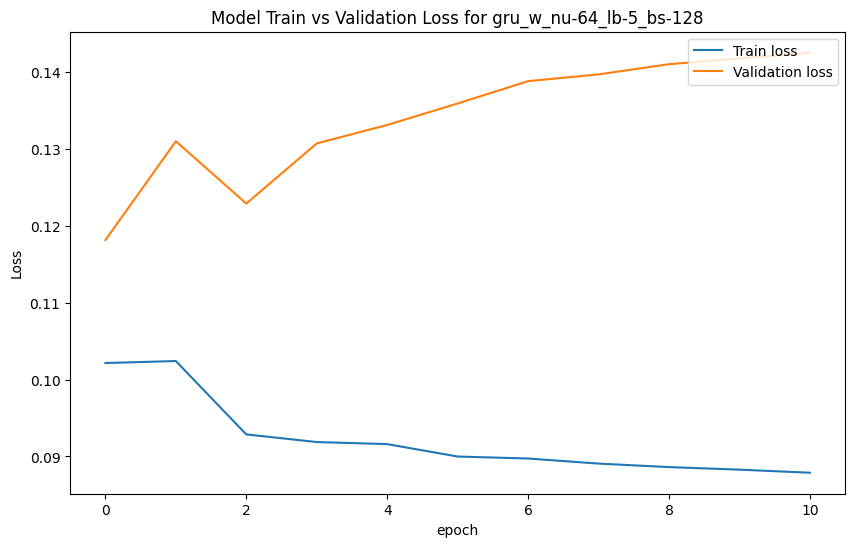 Model Train vs Validation Loss for gru_w_nu-64_lb-5_bs-128
Train loss
Validation loss
0.14
0.13
0.12
0.11
0.10
0.09
Loss
0 2 4 6 8 10
epoch